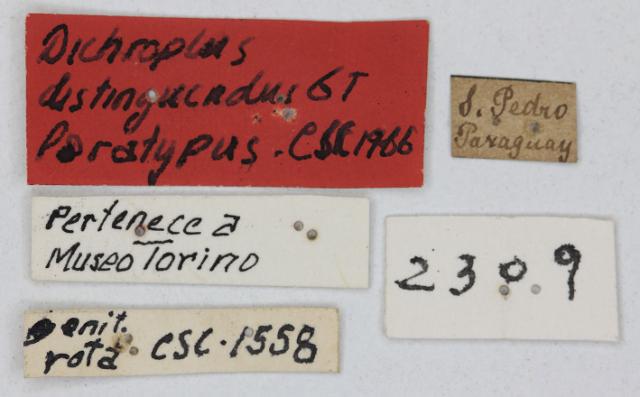 Dichroplus
distinguendus GT
Paratypus. CSC 1966
S. Pedro
Paraguay
Pertenece a
Museo Torino
2309
genit.
rota CSC. 1558